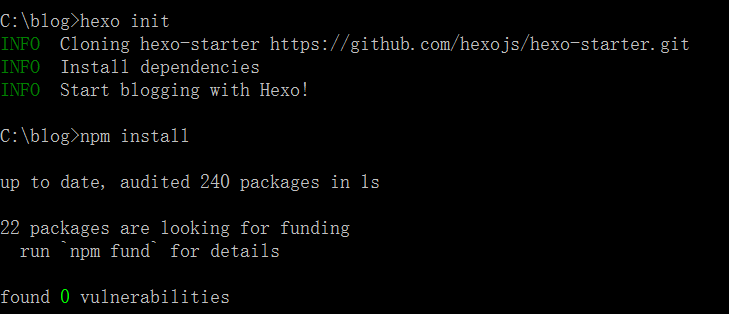 C:\blog>hexo init
INFO  Cloning hexo-starter https://github.com/hexojs/hexo-starter.git
INFO  Install dependencies
INFO  Start blogging with Hexo!
C:\blog>npm install
up to date, audited 240 packages in 1s
22 packages are looking for funding
  run `npm fund` for details
found 0 vulnerabilities